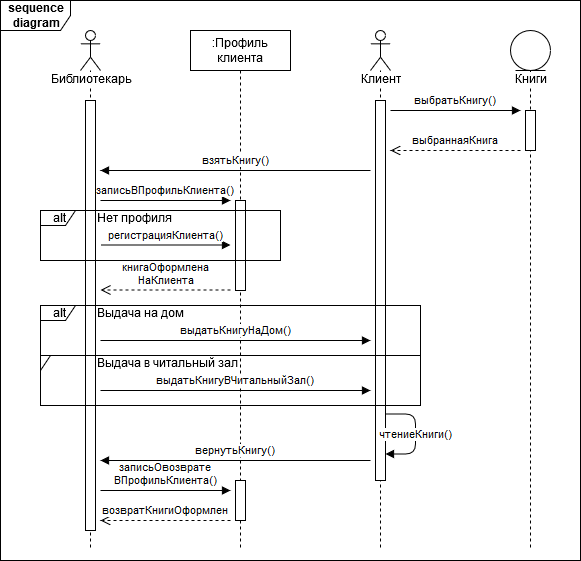 sequence
diagram
:Профиль
клиента
Библиотекарь
Клиент
Книги
выбратьКнигу()
выбраннаяКнига
взятьКнигу()
записьВПрофильКлиента()
alt
Нет профиля
регистрацияКлиента()
книгаОформлена
НаКлиента
alt
Выдача на дом
выдатьКнигуНаДом()
Выдача в читальный зал
выдатьКнигуВЧитальныйЗал()
чтениеКниги()
вернутьКнигу()
записьОвозврате
ВПрофильКлиента()
возвратКнигиОформлен